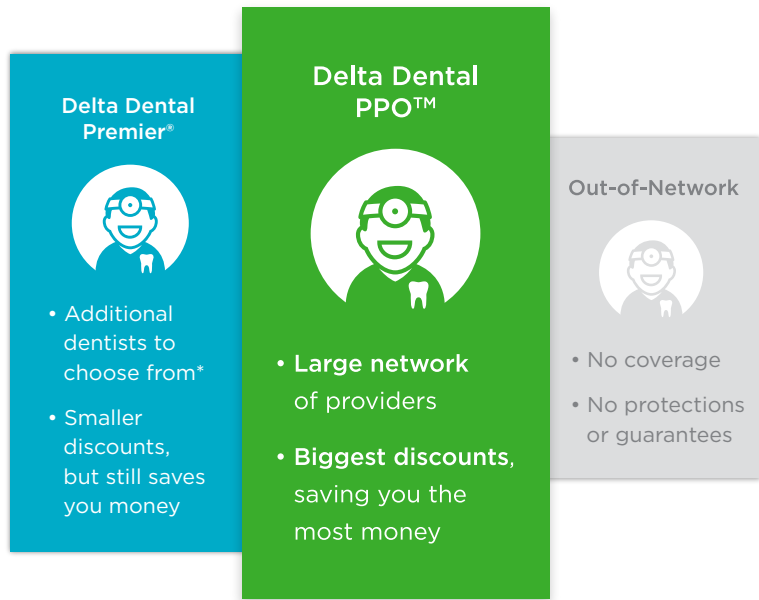 Delta Dental
Premier®
• Additional
dentists to
choose from*
• Smaller
discounts,
but still saves
you money
Delta Dental
PPO™
• Large network
of providers
• Biggest discounts,
saving you the
most money
Out-of-Network
• No coverage
• No protections
or guarantees